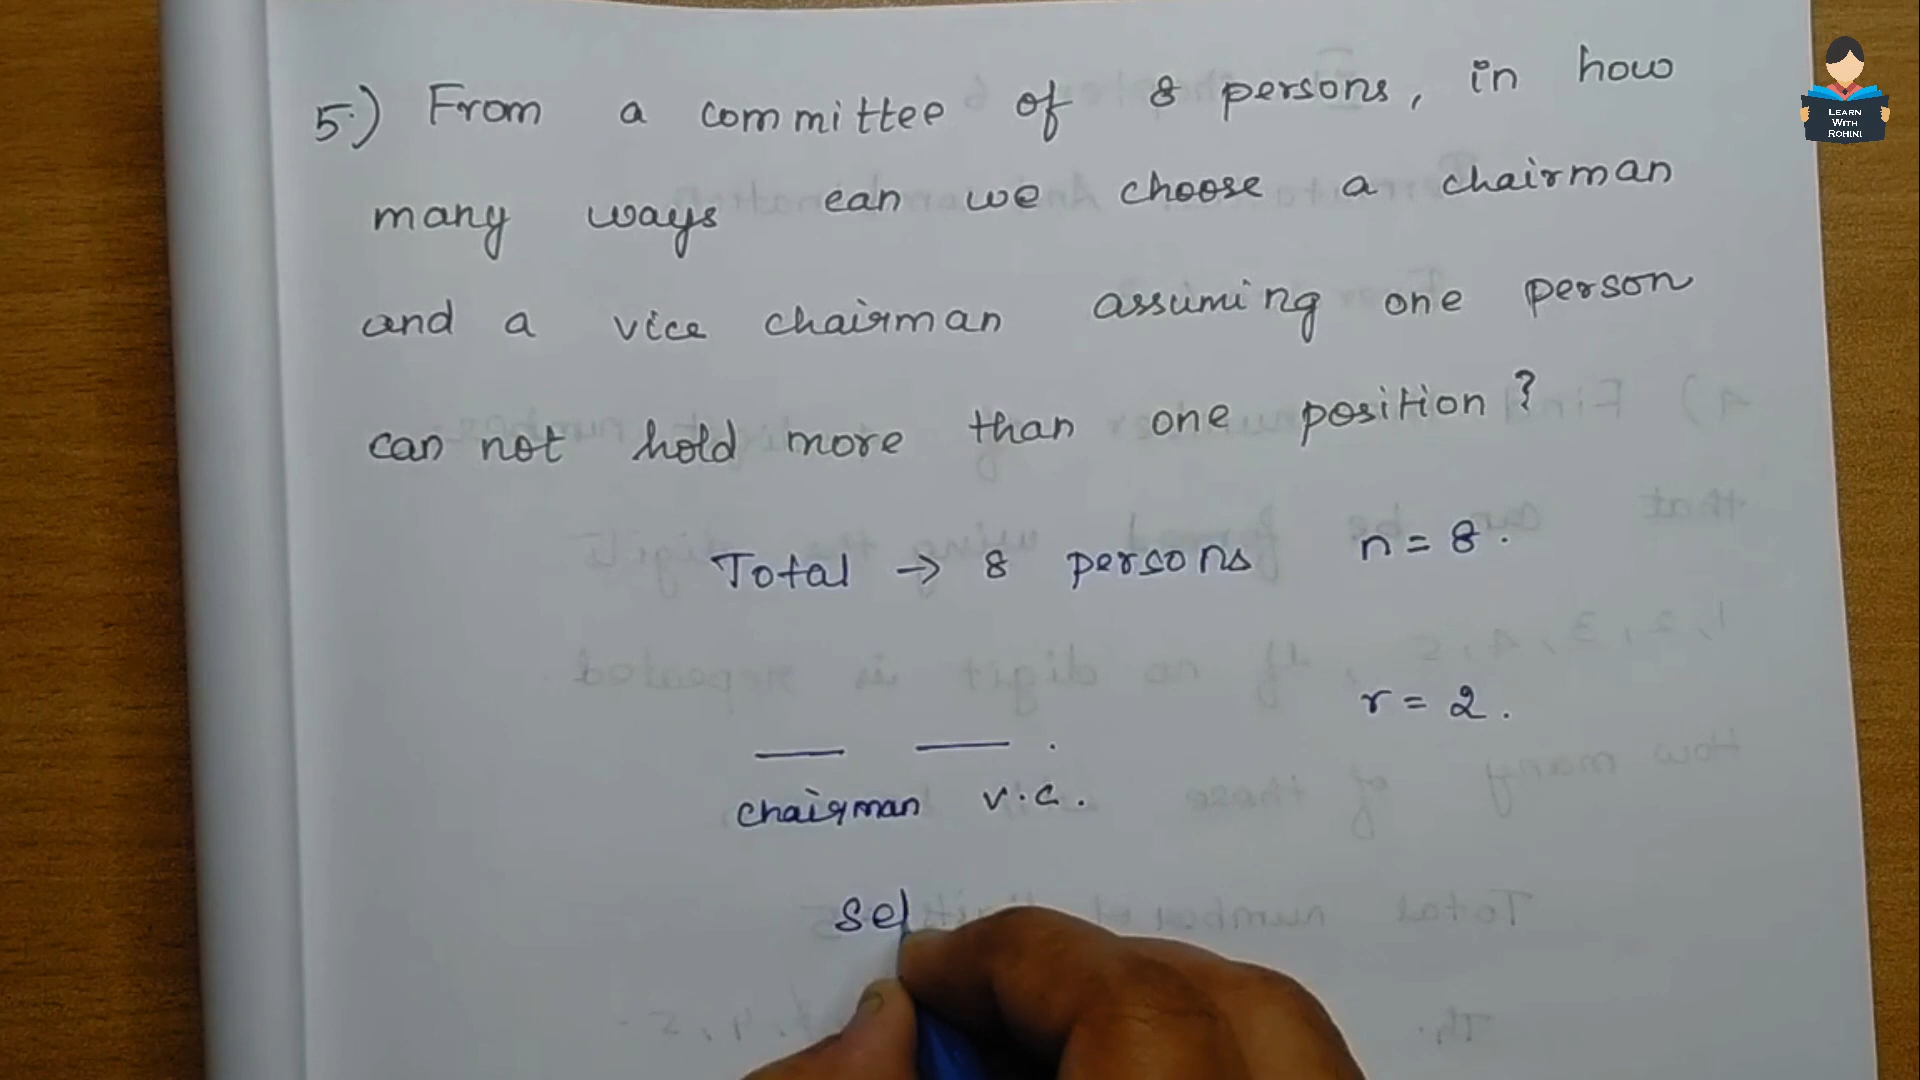 5.) From a committee of 8 persons, in how
many ways can we choose a chairman
and a vice chairman assuming one person
can not hold more than one position?
Total → 8 persons n = 8.
r = 2.
chairman v.c.
sel
LEARN
WITH
ROHINI